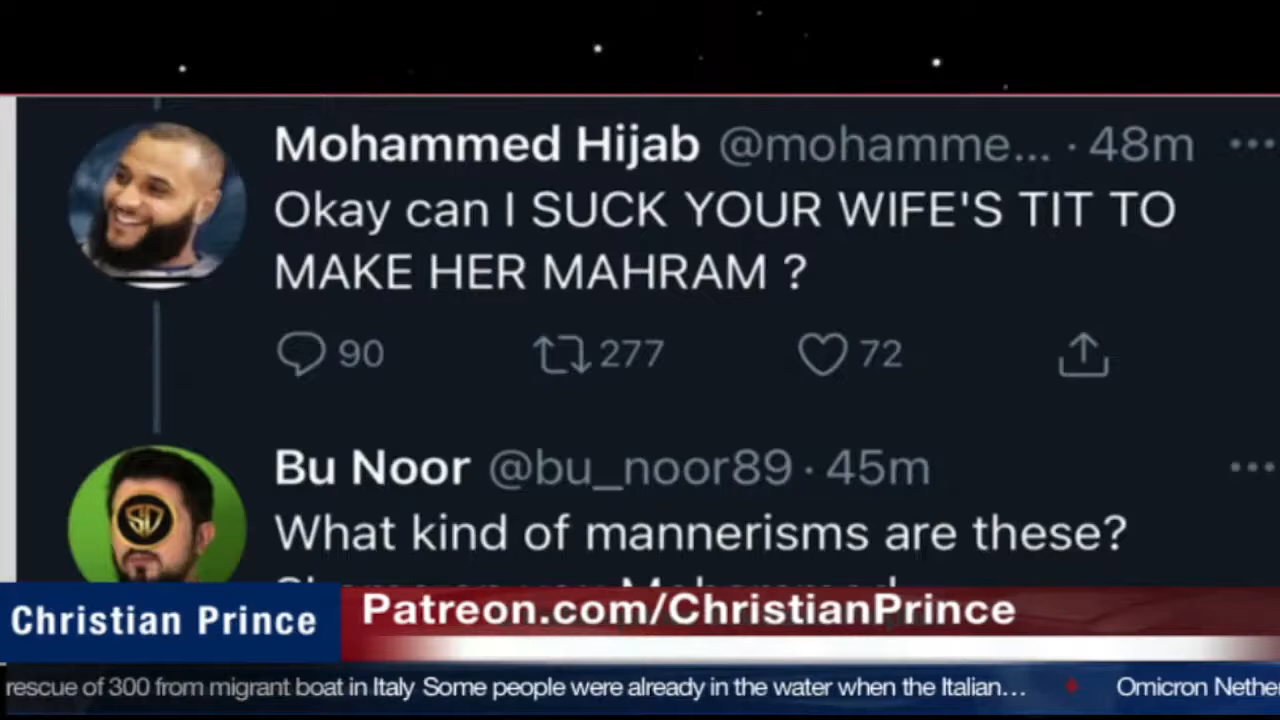 Mohammed Hijab @mohamme... · 48m
Okay can I SUCK YOUR WIFE'S TIT TO
MAKE HER MAHRAM ?
90 277 72
Bu Noor @bu_noor89 · 45m
What kind of mannerisms are these?
Christian Prince
Patreon.com/ChristianPrince
rescue of 300 from migrant boat in Italy Some people were already in the water when the Italian... Omicron